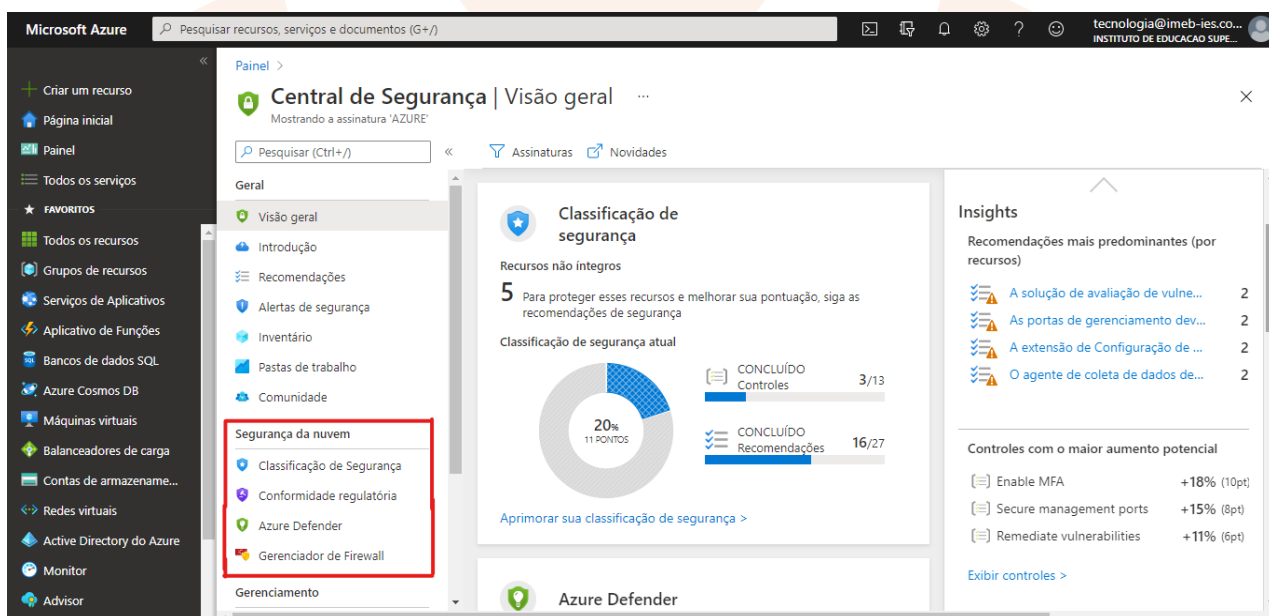 Microsoft Azure
Pesquisar recursos, serviços e documentos (G+/)
tecnologia@imeb-ies.co...
INSTITUTO DE EDUCACAO SUPE...
Criar um recurso
Página inicial
Painel
Todos os serviços
FAVORITOS
Todos os recursos
Grupos de recursos
Serviços de Aplicativos
Aplicativo de Funções
Bancos de dados SQL
Azure Cosmos DB
Máquinas virtuais
Balanceadores de carga
Contas de armazename...
Redes virtuais
Active Directory do Azure
Monitor
Advisor
Painel >
Central de Segurança | Visão geral ...
Mostrando a assinatura 'AZURE'
Pesquisar (Ctrl+/)
Geral
Visão geral
Introdução
Recomendações
Alertas de segurança
Inventário
Pastas de trabalho
Comunidade
Segurança da nuvem
Classificação de Segurança
Conformidade regulatória
Azure Defender
Gerenciador de Firewall
Gerenciamento
Assinaturas Novidades
Classificação de
segurança
Recursos não íntegros
5 Para proteger esses recursos e melhorar sua pontuação, siga as
recomendações de segurança
Classificação de segurança atual
20%
11 PONTOS
CONCLUÍDO
Controles 3/13
CONCLUÍDO
Recomendações 16/27
Aprimorar sua classificação de segurança >
Azure Defender
Insights
Recomendações mais predominantes (por
recursos)
A solução de avaliação de vulne... 2
As portas de gerenciamento dev... 2
A extensão de Configuração de ... 2
O agente de coleta de dados de... 2
Controles com o maior aumento potencial
Enable MFA +18% (10pt)
Secure management ports +15% (8pt)
Remediate vulnerabilities +11% (6pt)
Exibir controles >